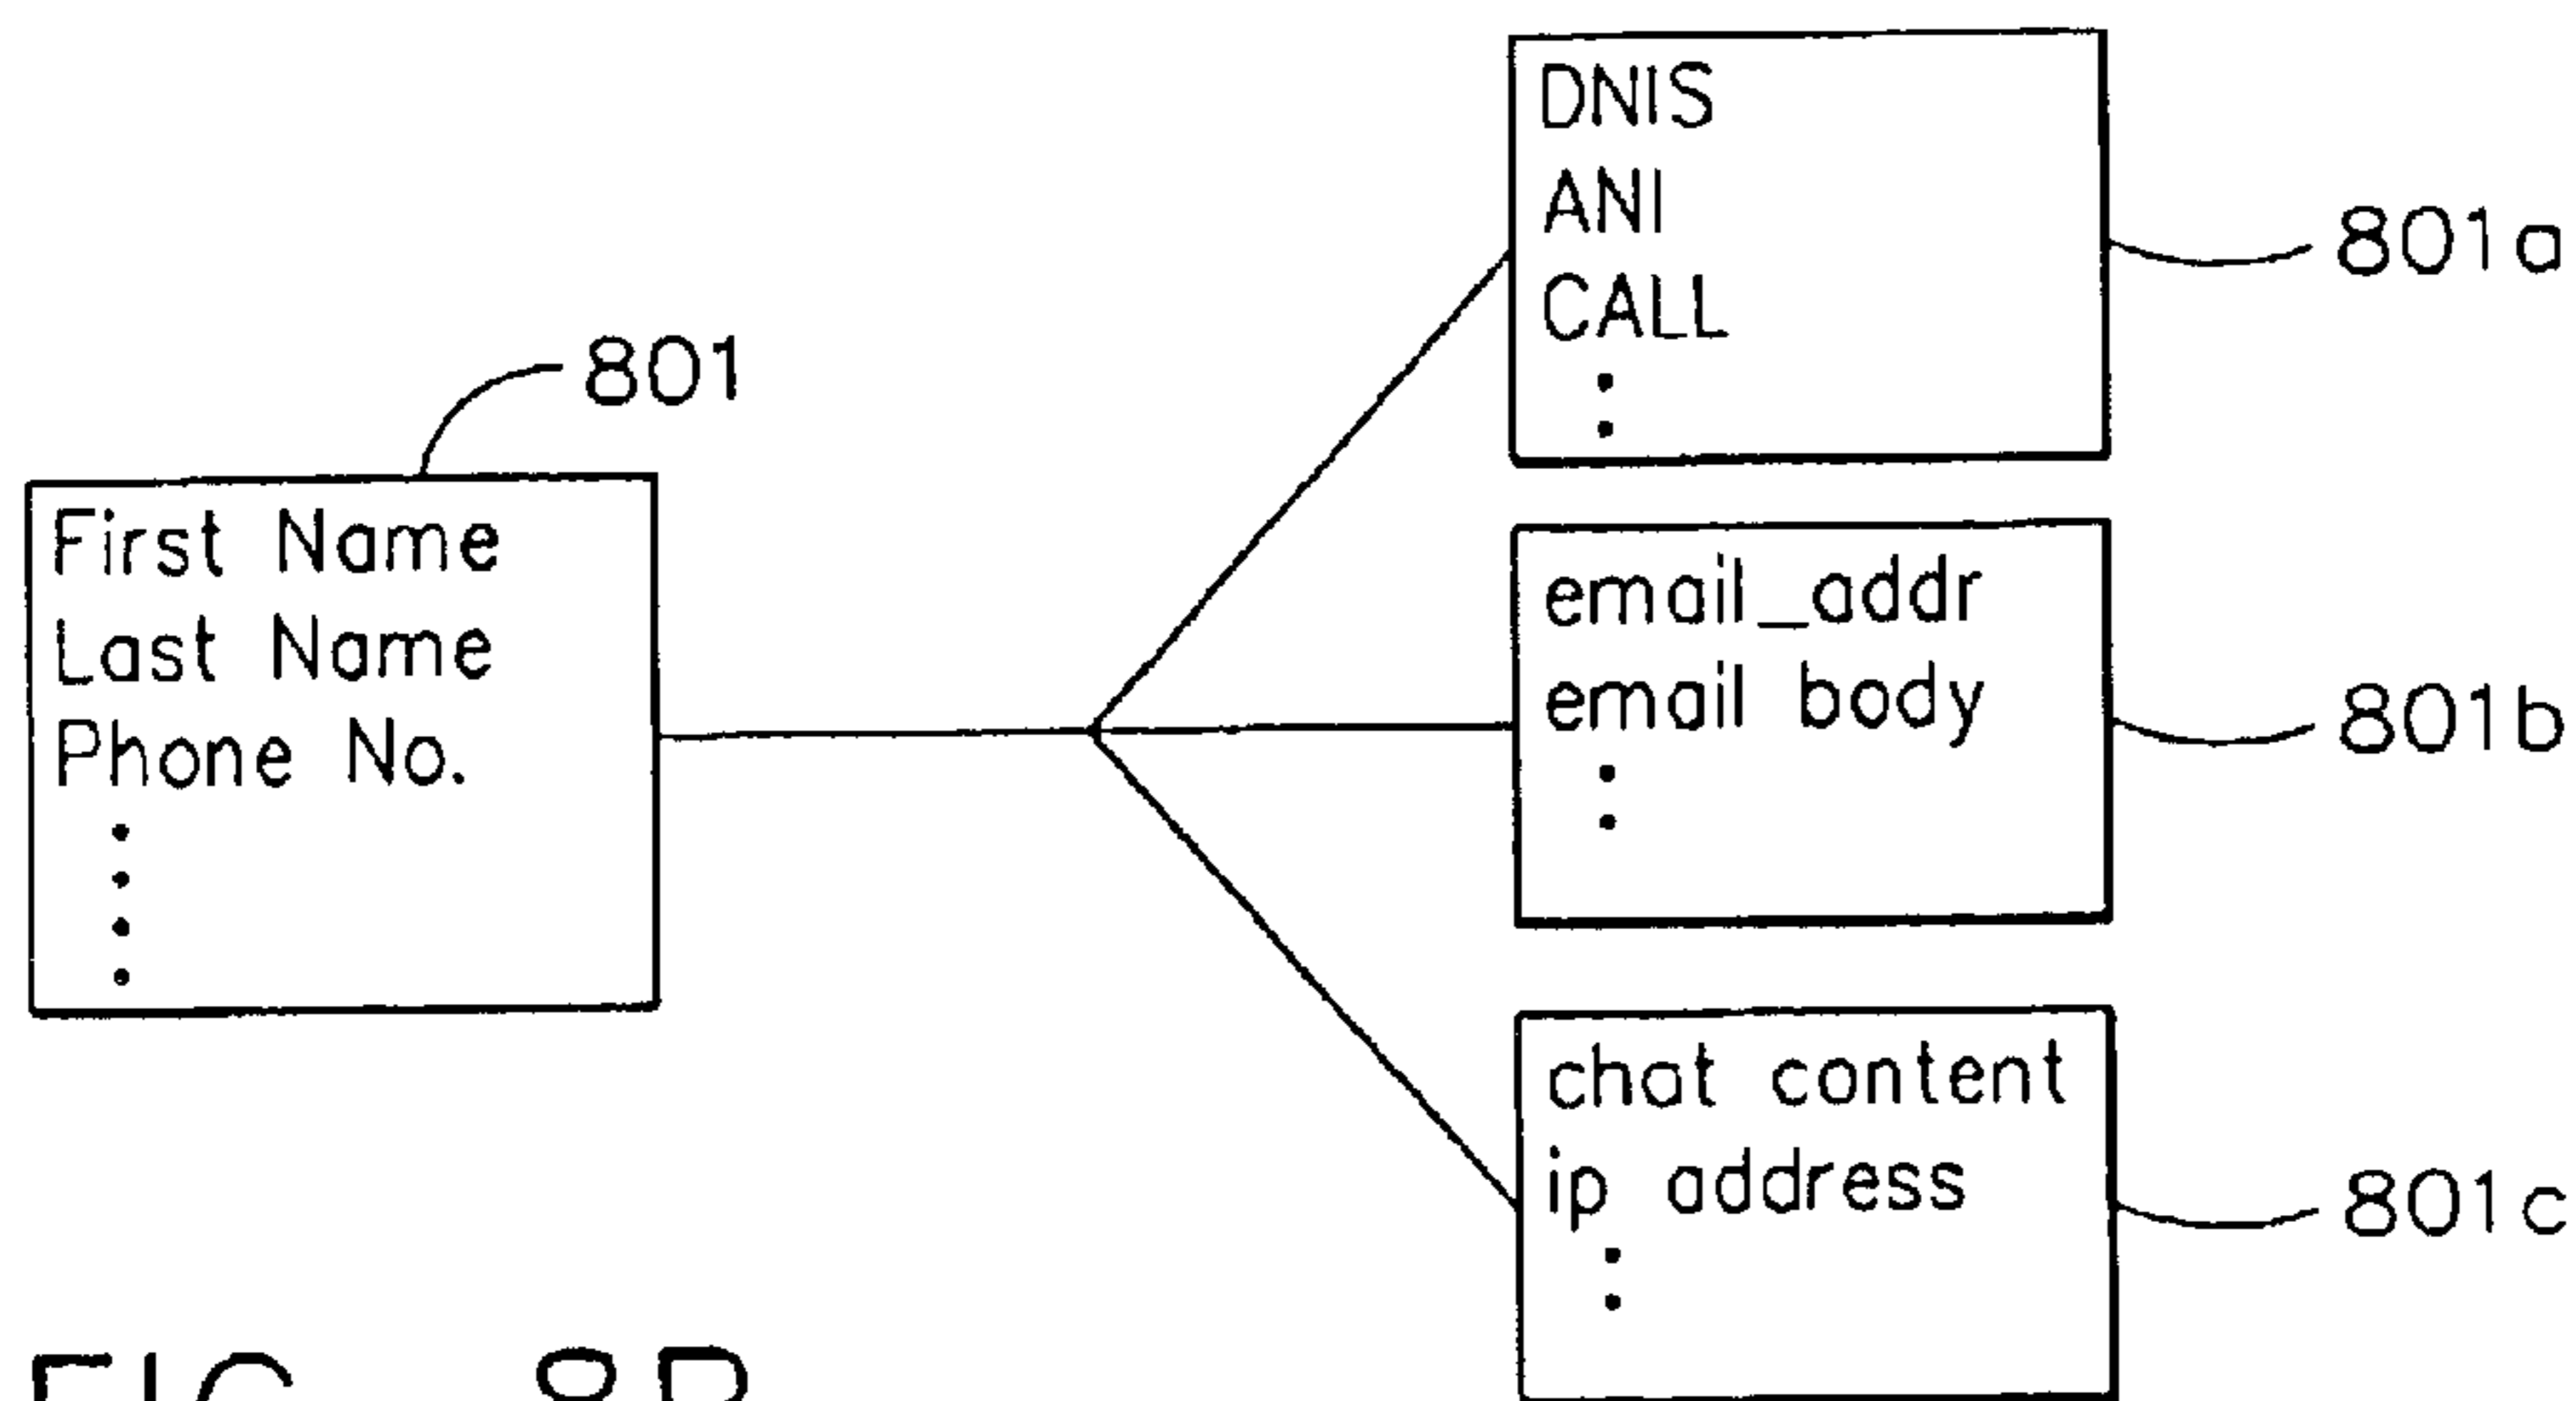 801
First Name
Last Name
Phone No.
DNIS
ANI
CALL
801a
email_addr
email body
801b
chat content
ip address
801c